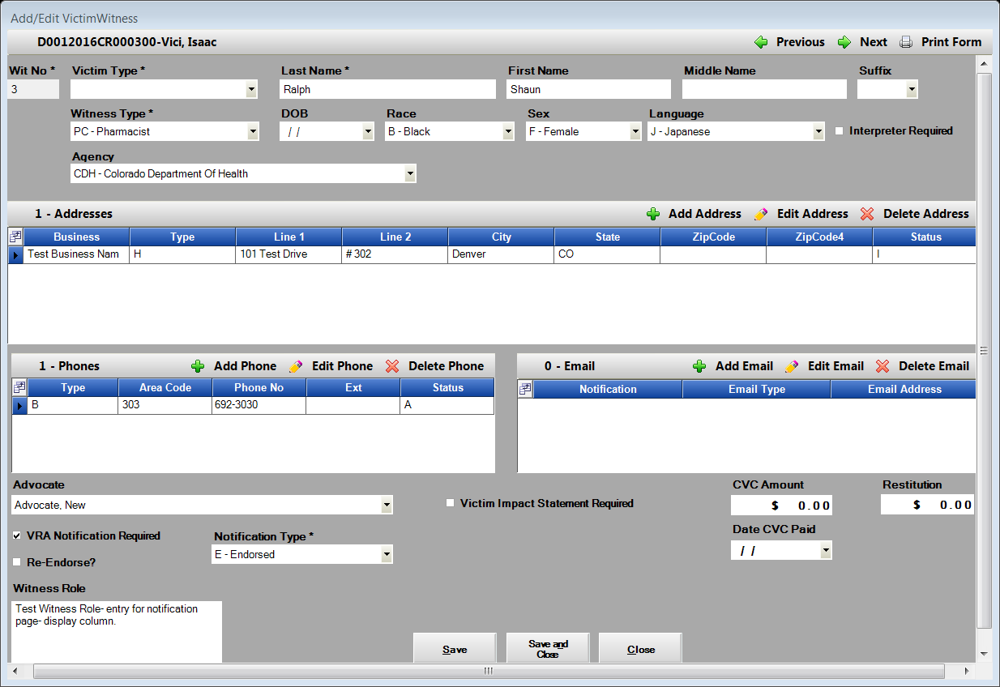 Add/Edit VictimWitness
D0012016CR000300-Vici, Isaac Previous Next Print Form
Wit No * Victim Type * Last Name * First Name Middle Name Suffix
3 Ralph Shaun
Witness Type * DOB Race Sex Language
PC - Pharmacist / / B - Black F - Female J - Japanese Interpreter Required
Agency
CDH - Colorado Department Of Health
1 - Addresses Add Address Edit Address Delete Address
Business Type Line 1 Line 2 City State ZipCode ZipCode4 Status
Test Business Nam H 101 Test Drive # 302 Denver CO I
1 - Phones Add Phone Edit Phone Delete Phone
Type Area Code Phone No Ext Status
B 303 692-3030 A
0 - Email Add Email Edit Email Delete Email
Notification Email Type Email Address
Advocate CVC Amount Restitution
Advocate, New Victim Impact Statement Required $ 0.00 $ 0.00
Date CVC Paid
VRA Notification Required Notification Type *
E - Endorsed / /
Re-Endorse?
Witness Role
Test Witness Role- entry for notification
page- display column.
Save Save and Close Close